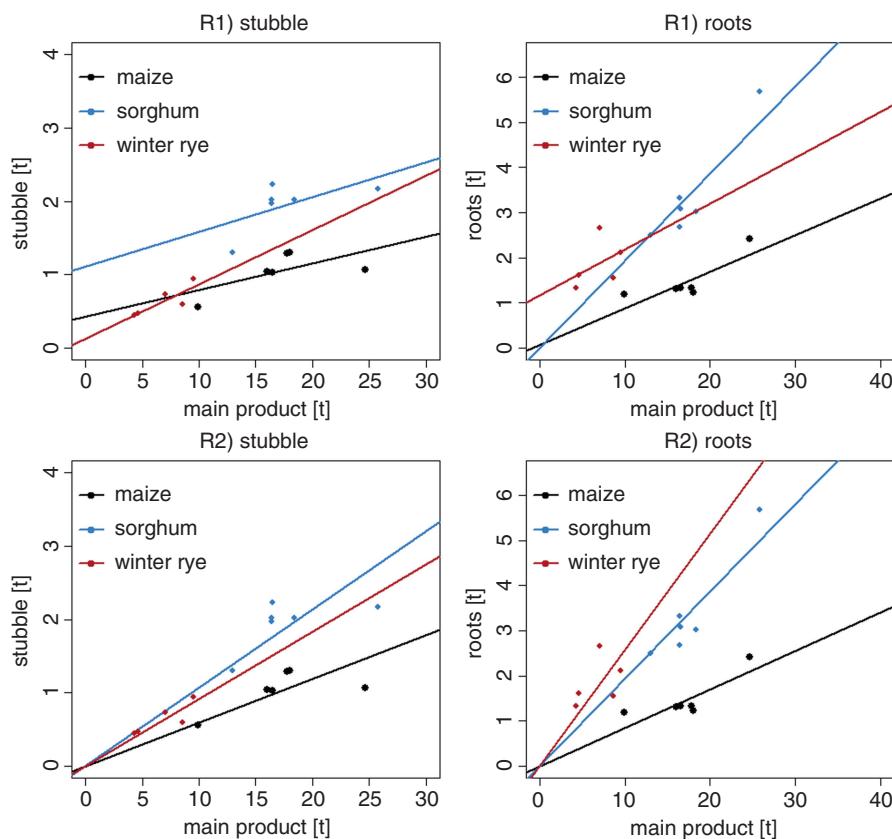 R1) stubble
4
3
2
1
0
stubble [t]
maize
sorghum
winter rye
0 5 10 15 20 25 30
main product [t]
R1) roots
6
5
4
3
2
1
0
roots [t]
maize
sorghum
winter rye
0 10 20 30 40
main product [t]
R2) stubble
4
3
2
1
0
stubble [t]
maize
sorghum
winter rye
0 5 10 15 20 25 30
main product [t]
R2) roots
6
5
4
3
2
1
0
roots [t]
maize
sorghum
winter rye
0 10 20 30 40
main product [t]